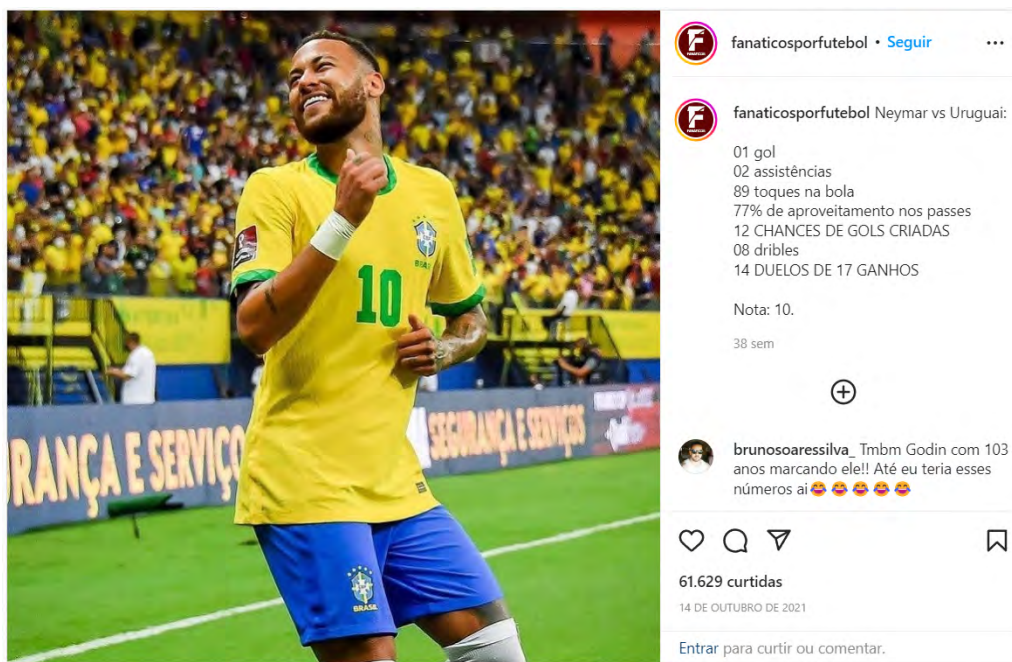 fanaticosporfutebol • Seguir
fanaticosporfutebol Neymar vs Uruguai:
01 gol
02 assistências
89 toques na bola
77% de aproveitamento nos passes
12 CHANCES DE GOLS CRIADAS
08 dribles
14 DUELOS DE 17 GANHOS
Nota: 10.
38 sem
brunosoaressilva_ Tmbm Godin com 103
anos marcando ele!! Até eu teria esses
números ai😂😂😂😂😂
61.629 curtidas
14 DE OUTUBRO DE 2021
Entrar para curtir ou comentar.
BRASIL
10
RANÇA E SERVIÇO
SEGURANÇA E SERVIÇOS
BRASIL